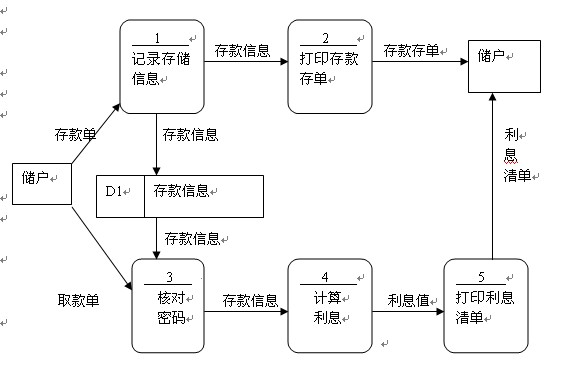 1
记录存储
信息
存款信息
2
打印存款
存单
存款存单
储户
存款单
存款信息
利
息
清单
储户
D1
存款信息
存款信息
取款单
3
核对
密码
存款信息
4
计算
利息
利息值
5
打印利息
清单